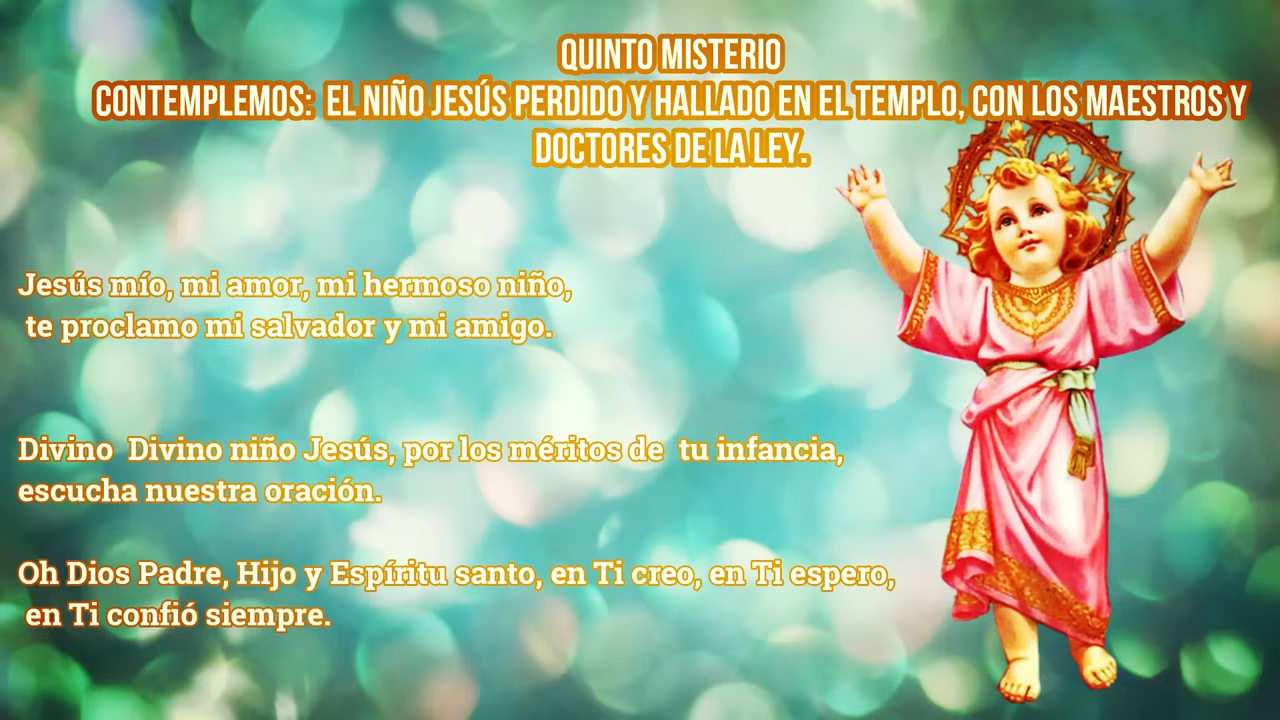 QUINTO MISTERIO
CONTEMPLEMOS: EL NIÑO JESÚS PERDIDO Y HALLADO EN EL TEMPLO, CON LOS MAESTROS Y
DOCTORES DE LA LEY.
Jesús mío, mi amor, mi hermoso niño,
te proclamo mi salvador y mi amigo.
Divino Divino niño Jesús, por los méritos de tu infancia,
escucha nuestra oración.
Oh Dios Padre, Hijo y Espíritu santo, en Ti creo, en Ti espero,
en Ti confió siempre.